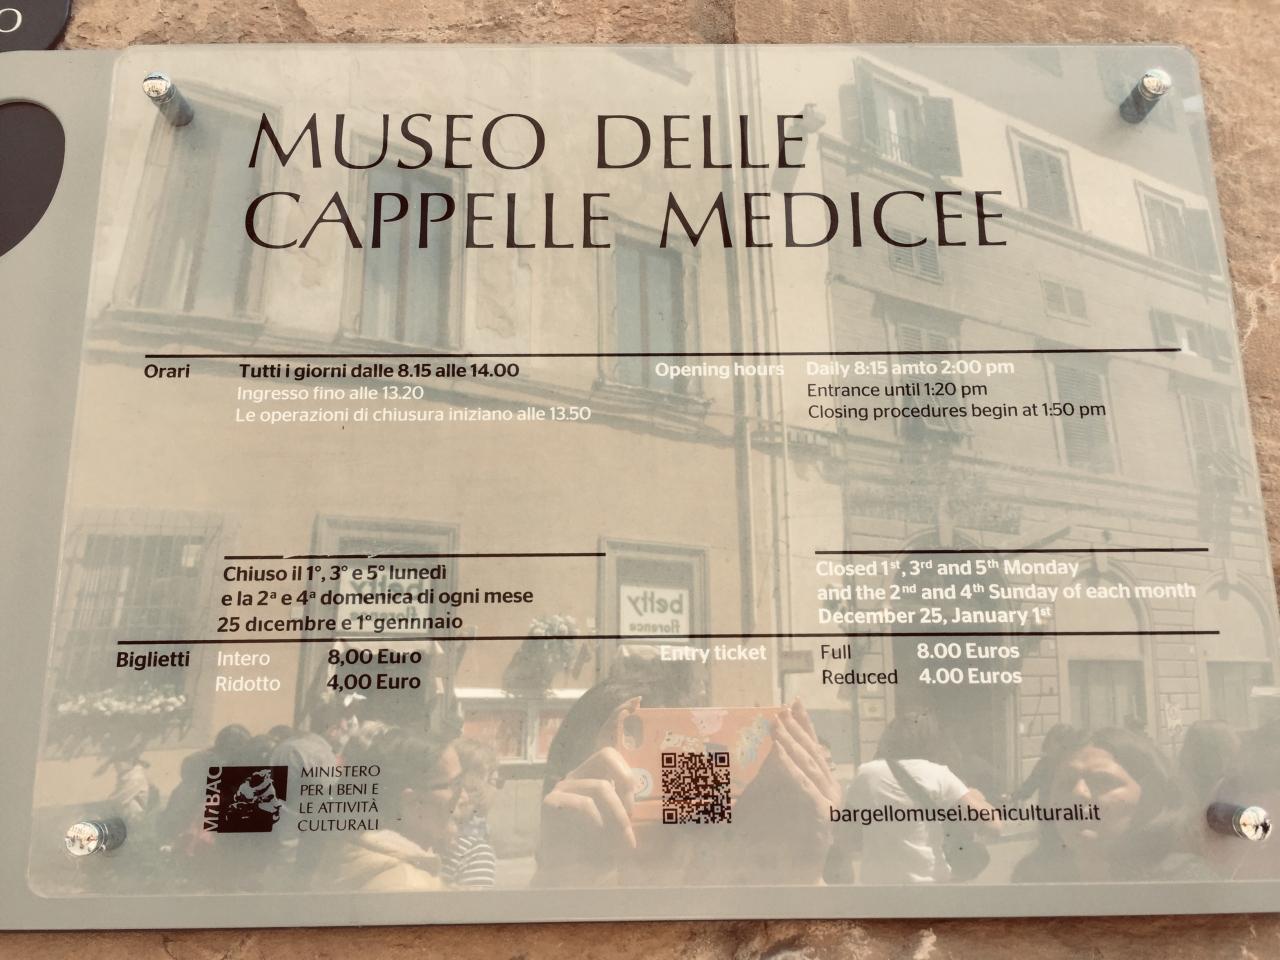 O
MUSEO DELLE
CAPPELLE MEDICEE
Orari
Tutti i giorni dalle 8.15 alle 14.00
Ingresso fino alle 13.20
Le operazioni di chiusura iniziano alle 13.50
Opening hours
Daily 8:15 amto 2:00 pm
Entrance until 1:20 pm
Closing procedures begin at 1:50 pm
Chiuso il 1°, 3° e 5° lunedì
e la 2ª e 4ª domenica di ogni mese
25 dicembre e 1°gennnaio
Closed 1st, 3rd and 5th Monday
and the 2nd and 4th Sunday of each month
December 25, January 1st
Biglietti
Intero 8,00 Euro
Ridotto 4,00 Euro
Entry ticket
Full 8.00 Euros
Reduced 4.00 Euros
betty
florence
MiBAC
MINISTERO
PER I BENI E
LE ATTIVITÀ
CULTURALI
bargellomusei.beniculturali.it